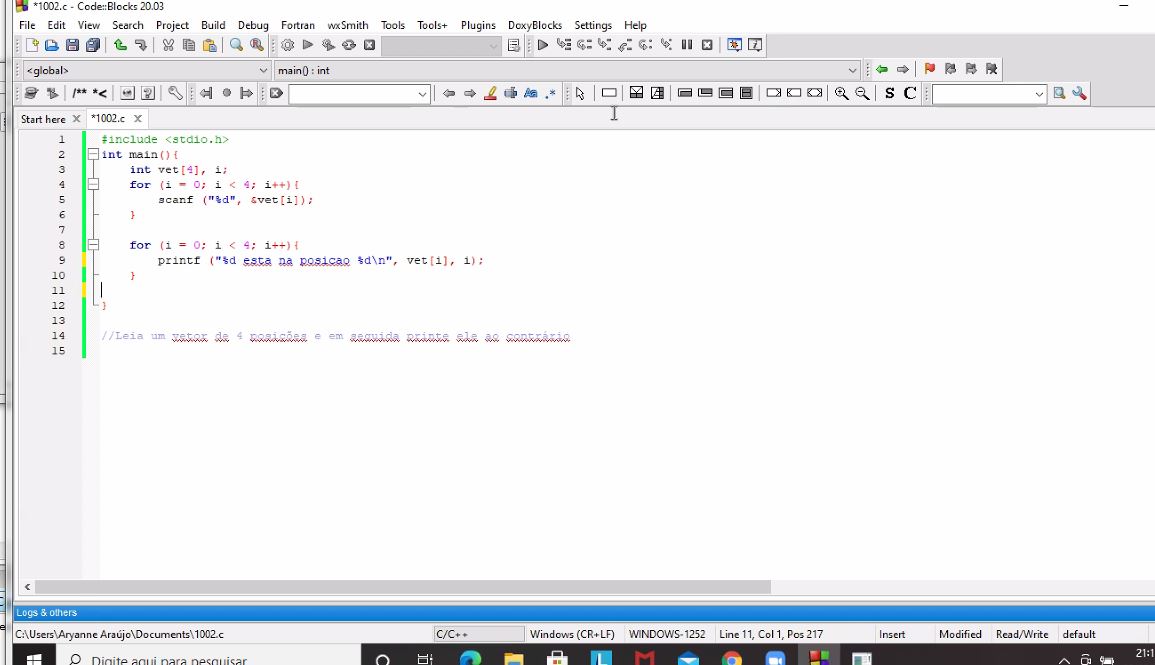 *1002.c - Code::Blocks 20.03
File Edit View Search Project Build Debug Fortran wxSmith Tools Tools+ Plugins DoxyBlocks Settings Help
<global> main() : int
/** *< Aa .* S C
Start here *1002.c
1 #include <stdio.h>
2 int main(){
3 int vet[4], i;
4 for (i = 0; i < 4; i++){
5 scanf ("%d", &vet[i]);
6 }
7
8 for (i = 0; i < 4; i++){
9 printf ("%d esta na posicao %d\n", vet[i], i);
10 }
11
12 }
13
14 //Leia um vetor de 4 posições e em seguida printe ele ao contrário
15
Logs & others
C:\Users\Aryanne Araújo\Documents\1002.c C/C++ Windows (CR+LF) WINDOWS-1252 Line 11, Col 1, Pos 217 Insert Modified Read/Write default
Digite aqui para pesquisar